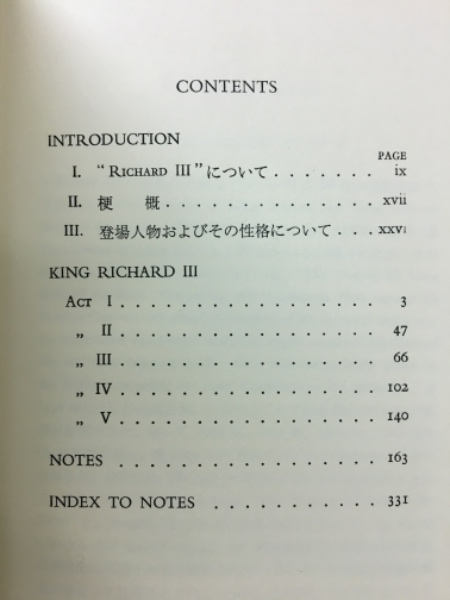 CONTENTS
INTRODUCTION
PAGE
I. “RICHARD III”について . . . . . . . ix
II. 梗　概 . . . . . . . . . . . . . . xvii
III. 登場人物およびその性格について . . . xxvi
KING RICHARD III
ACT I . . . . . . . . . . . . . . . . . 3
„ II . . . . . . . . . . . . . . . . . 47
„ III . . . . . . . . . . . . . . . . . 66
„ IV . . . . . . . . . . . . . . . . . 102
„ V . . . . . . . . . . . . . . . . . 140
NOTES . . . . . . . . . . . . . . . . 163
INDEX TO NOTES . . . . . . . . . . . 331